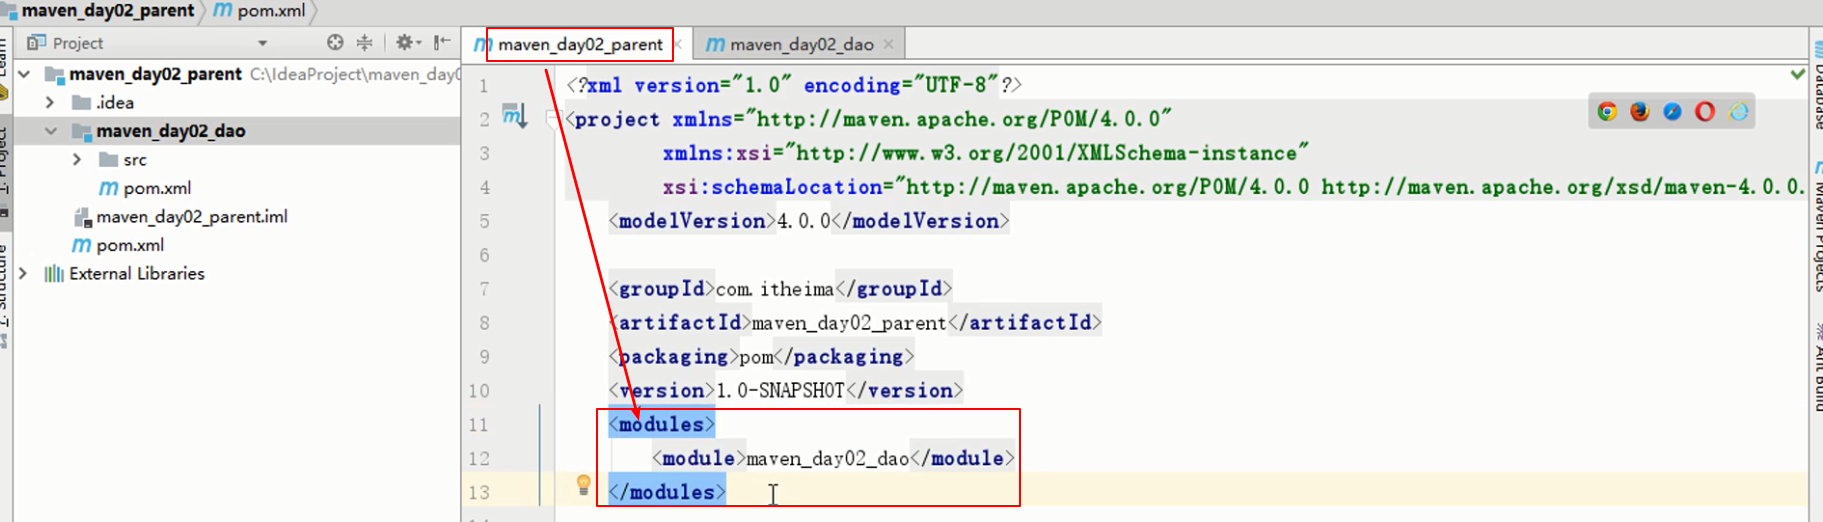 maven_day02_parent
pom.xml
Project
maven_day02_parent C:\IdeaProject\maven_day0
.idea
maven_day02_dao
src
pom.xml
maven_day02_parent.iml
pom.xml
External Libraries
Learn
1: Project
7: Structure
maven_day02_parent
maven_day02_dao
1 <?xml version="1.0" encoding="UTF-8"?>
2 <project xmlns="http://maven.apache.org/POM/4.0.0"
3 xmlns:xsi="http://www.w3.org/2001/XMLSchema-instance"
4 xsi:schemaLocation="http://maven.apache.org/POM/4.0.0 http://maven.apache.org/xsd/maven-4.0.0.
5 <modelVersion>4.0.0</modelVersion>
6
7 <groupId>com.itheima</groupId>
8 <artifactId>maven_day02_parent</artifactId>
9 <packaging>pom</packaging>
10 <version>1.0-SNAPSHOT</version>
11 <modules>
12 <module>maven_day02_dao</module>
13 </modules>
Database
Maven Projects
Ant Build